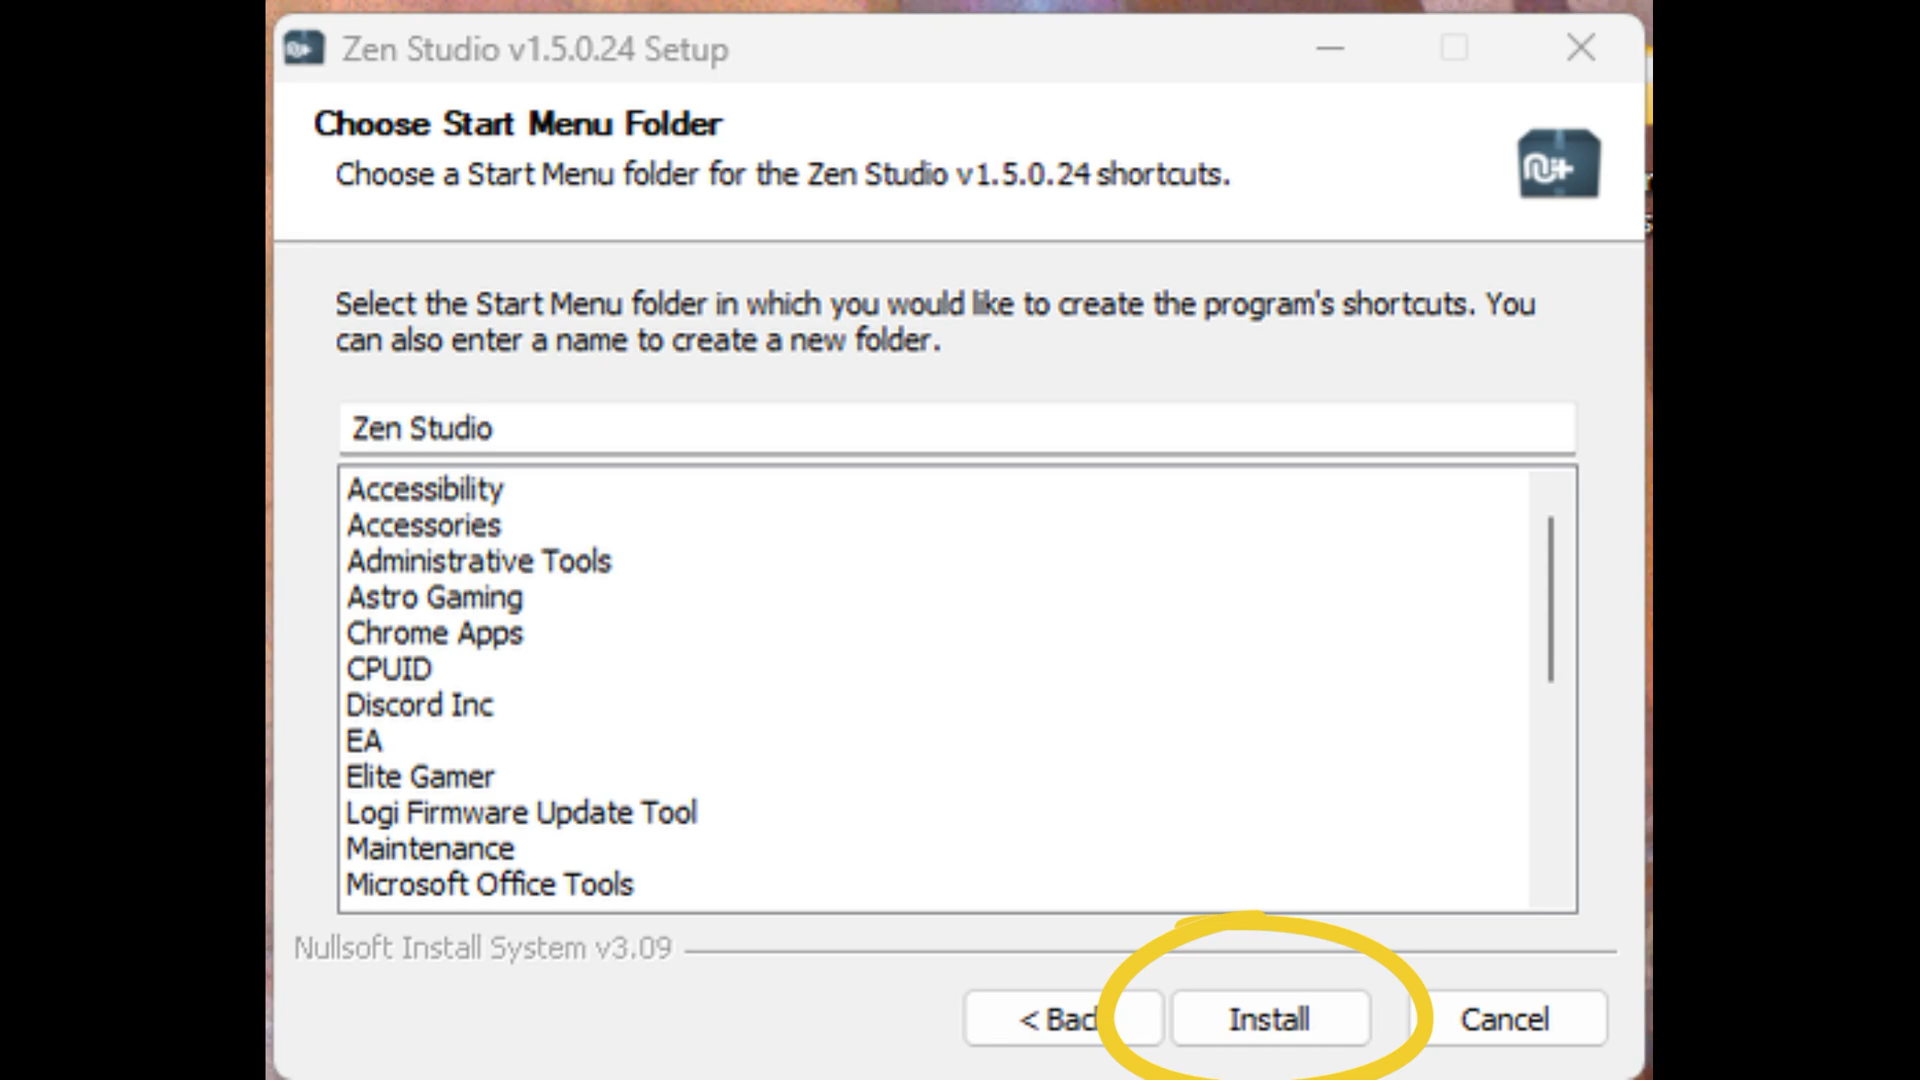 Zen Studio v1.5.0.24 Setup
Choose Start Menu Folder
Choose a Start Menu folder for the Zen Studio v1.5.0.24 shortcuts.
Select the Start Menu folder in which you would like to create the program's shortcuts. You
can also enter a name to create a new folder.
Zen Studio
Accessibility
Accessories
Administrative Tools
Astro Gaming
Chrome Apps
CPUID
Discord Inc
EA
Elite Gamer
Logi Firmware Update Tool
Maintenance
Microsoft Office Tools
Nullsoft Install System v3.09
< Back Install Cancel